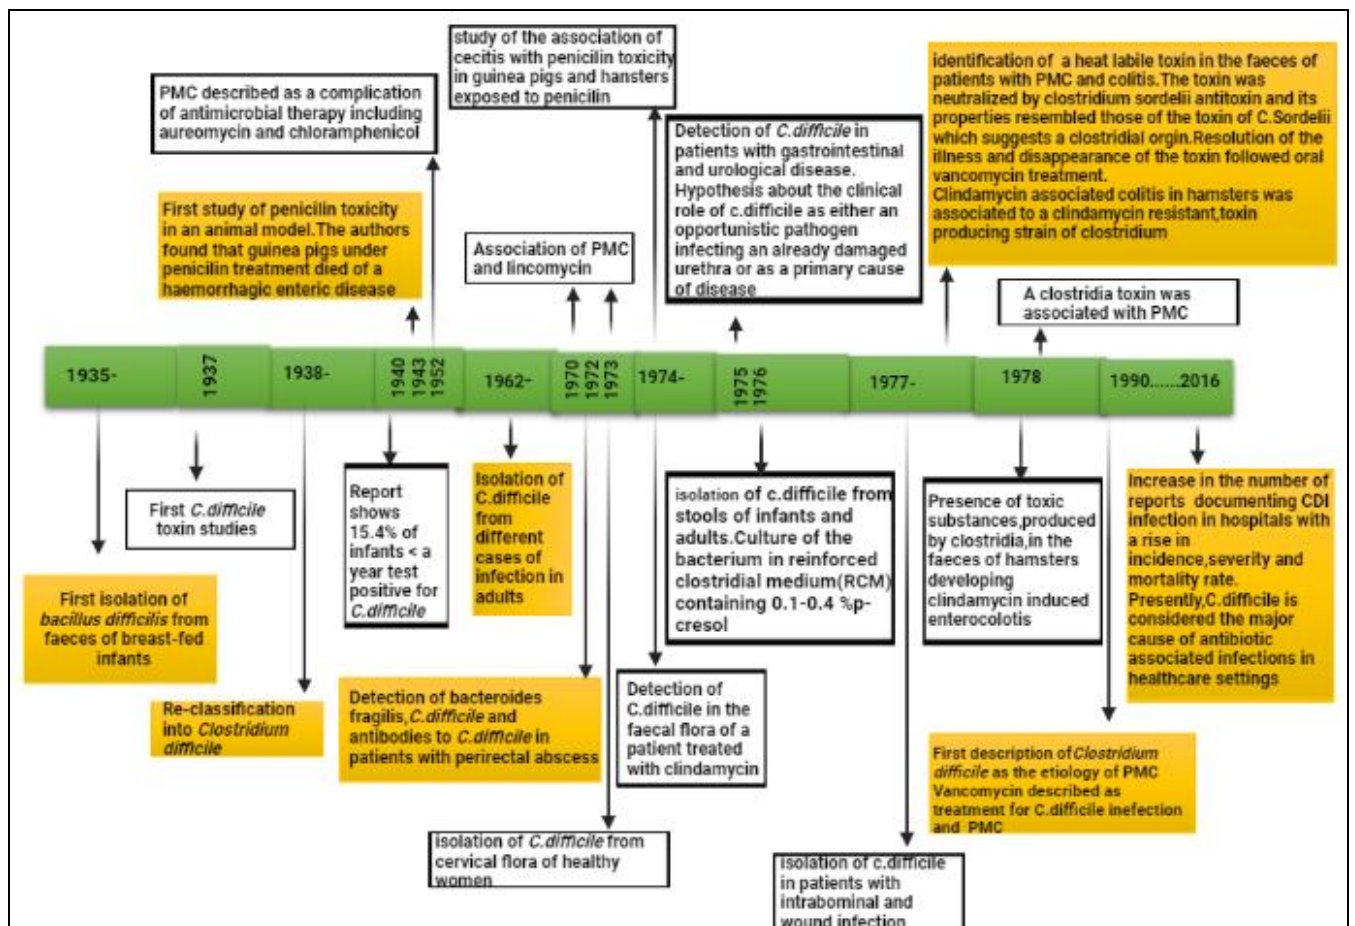 study of the association of
cecitis with penicilin toxicity
in guinea pigs and hansters
exposed to penicilin
identification of a heat labile toxin in the faeces of
patients with PMC and colitis.The toxin was
neutralized by clostridium sordelii antitoxin and its
properties resembled those of the toxin of C.Sordelii
which suggests a clostridial orgin.Resolution of the
illness and disappearance of the toxin followed oral
vancomycin treatment.
Clindamycin associated colitis in hamsters was
associated to a clindamycin resistant,toxin
producing strain of clostridium
PMC described as a complication
of antimicrobial therapy including
aureomycin and chloramphenicol
Detection of C.difficile in
patients with gastrointestinal
and urological disease.
Hypothesis about the clinical
role of c.difficile as either an
opportunistic pathogen
infecting an already damaged
urethra or as a primary cause
of disease
First study of penicilin toxicity
in an animal model.The authors
found that guinea pigs under
penicilin treatment died of a
haemorrhagic enteric disease
Association of PMC
and lincomycin
A clostridia toxin was
associated with PMC
1935-
1937
1938-
1940
1943
1952
1962-
1970
1972
1973
1974-
1975
1976
1977-
1978
1990......2016
First C.difficile
toxin studies
Report
shows
15.4% of
infants < a
year test
positive for
C.difficile
Isolation of
C.difficile
from
different
cases of
infection in
adults
isolation of c.difficile from
stools of infants and
adults.Culture of the
bacterium in reinforced
clostridial medium(RCM)
containing 0.1-0.4 %p-
cresol
Presence of toxic
substances,produced
by clostridia,in the
faeces of hamsters
developing
clindamycin induced
enterocolotis
Increase in the number of
reports documenting CDI
infection in hospitals with
a rise in
incidence,severity and
mortality rate.
Presently,C.difficile is
considered the major
cause of antibiotic
associated infections in
healthcare settings
First isolation of
bacillus difficilis from
faeces of breast-fed
infants
Re-classification
into Clostridium
difficile
Detection of bacteroides
fragilis,C.difficile and
antibodies to C.difficile in
patients with perirectal abscess
Detection of
C.difficile in the
faecal flora of a
patient treated
with clindamycin
First description of Clostridium
difficile as the etiology of PMC
Vancomycin described as
treatment for C.difficile inefection
and PMC
isolation of C.difficile from
cervical flora of healthy
women
isolation of c.difficile
in patients with
intrabominal and
wound infection